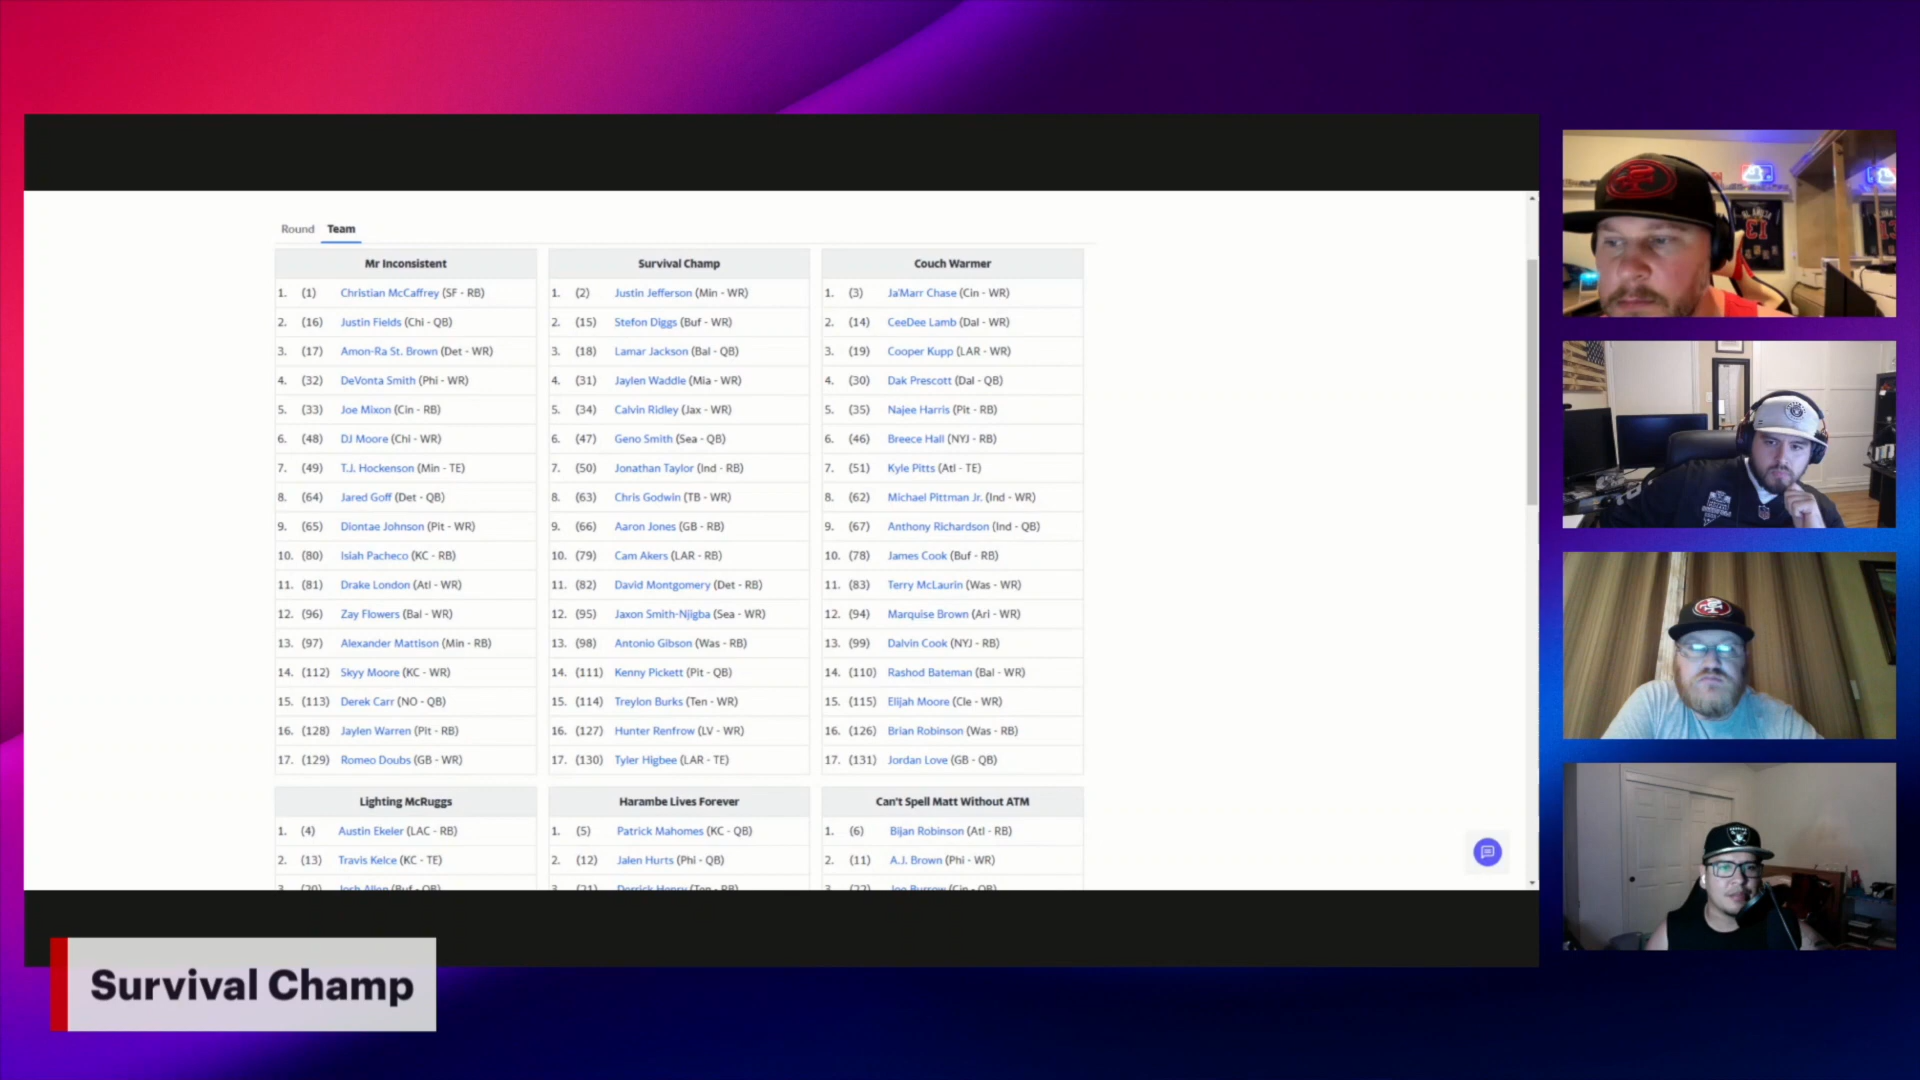 Round Team
Mr Inconsistent
1. (1) Christian McCaffrey (SF - RB)
2. (16) Justin Fields (Chi - QB)
3. (17) Amon-Ra St. Brown (Det - WR)
4. (32) DeVonta Smith (Phi - WR)
5. (33) Joe Mixon (Cin - RB)
6. (48) DJ Moore (Chi - WR)
7. (49) T.J. Hockenson (Min - TE)
8. (64) Jared Goff (Det - QB)
9. (65) Diontae Johnson (Pit - WR)
10. (80) Isiah Pacheco (KC - RB)
11. (81) Drake London (Atl - WR)
12. (96) Zay Flowers (Bal - WR)
13. (97) Alexander Mattison (Min - RB)
14. (112) Skyy Moore (KC - WR)
15. (113) Derek Carr (NO - QB)
16. (128) Jaylen Warren (Pit - RB)
17. (129) Romeo Doubs (GB - WR)
Survival Champ
1. (2) Justin Jefferson (Min - WR)
2. (15) Stefon Diggs (Buf - WR)
3. (18) Lamar Jackson (Bal - QB)
4. (31) Jaylen Waddle (Mia - WR)
5. (34) Calvin Ridley (Jax - WR)
6. (47) Geno Smith (Sea - QB)
7. (50) Jonathan Taylor (Ind - RB)
8. (63) Chris Godwin (TB - WR)
9. (66) Aaron Jones (GB - RB)
10. (79) Cam Akers (LAR - RB)
11. (82) David Montgomery (Det - RB)
12. (95) Jaxon Smith-Njigba (Sea - WR)
13. (98) Antonio Gibson (Was - RB)
14. (111) Kenny Pickett (Pit - QB)
15. (114) Treylon Burks (Ten - WR)
16. (127) Hunter Renfrow (LV - WR)
17. (130) Tyler Higbee (LAR - TE)
Couch Warmer
1. (3) Ja'Marr Chase (Cin - WR)
2. (14) CeeDee Lamb (Dal - WR)
3. (19) Cooper Kupp (LAR - WR)
4. (30) Dak Prescott (Dal - QB)
5. (35) Najee Harris (Pit - RB)
6. (46) Breece Hall (NYJ - RB)
7. (51) Kyle Pitts (Atl - TE)
8. (62) Michael Pittman Jr. (Ind - WR)
9. (67) Anthony Richardson (Ind - QB)
10. (78) James Cook (Buf - RB)
11. (83) Terry McLaurin (Was - WR)
12. (94) Marquise Brown (Ari - WR)
13. (99) Dalvin Cook (NYJ - RB)
14. (110) Rashod Bateman (Bal - WR)
15. (115) Elijah Moore (Cle - WR)
16. (126) Brian Robinson (Was - RB)
17. (131) Jordan Love (GB - QB)
Lighting McRuggs
1. (4) Austin Ekeler (LAC - RB)
2. (13) Travis Kelce (KC - TE)
3. (20) Josh Allen (Buf - QB)
Harambe Lives Forever
1. (5) Patrick Mahomes (KC - QB)
2. (12) Jalen Hurts (Phi - QB)
3. (21) Derrick Henry (Ten - RB)
Can't Spell Matt Without ATM
1. (6) Bijan Robinson (Atl - RB)
2. (11) A.J. Brown (Phi - WR)
3. (22) Joe Burrow (Cin - QB)
Survival Champ